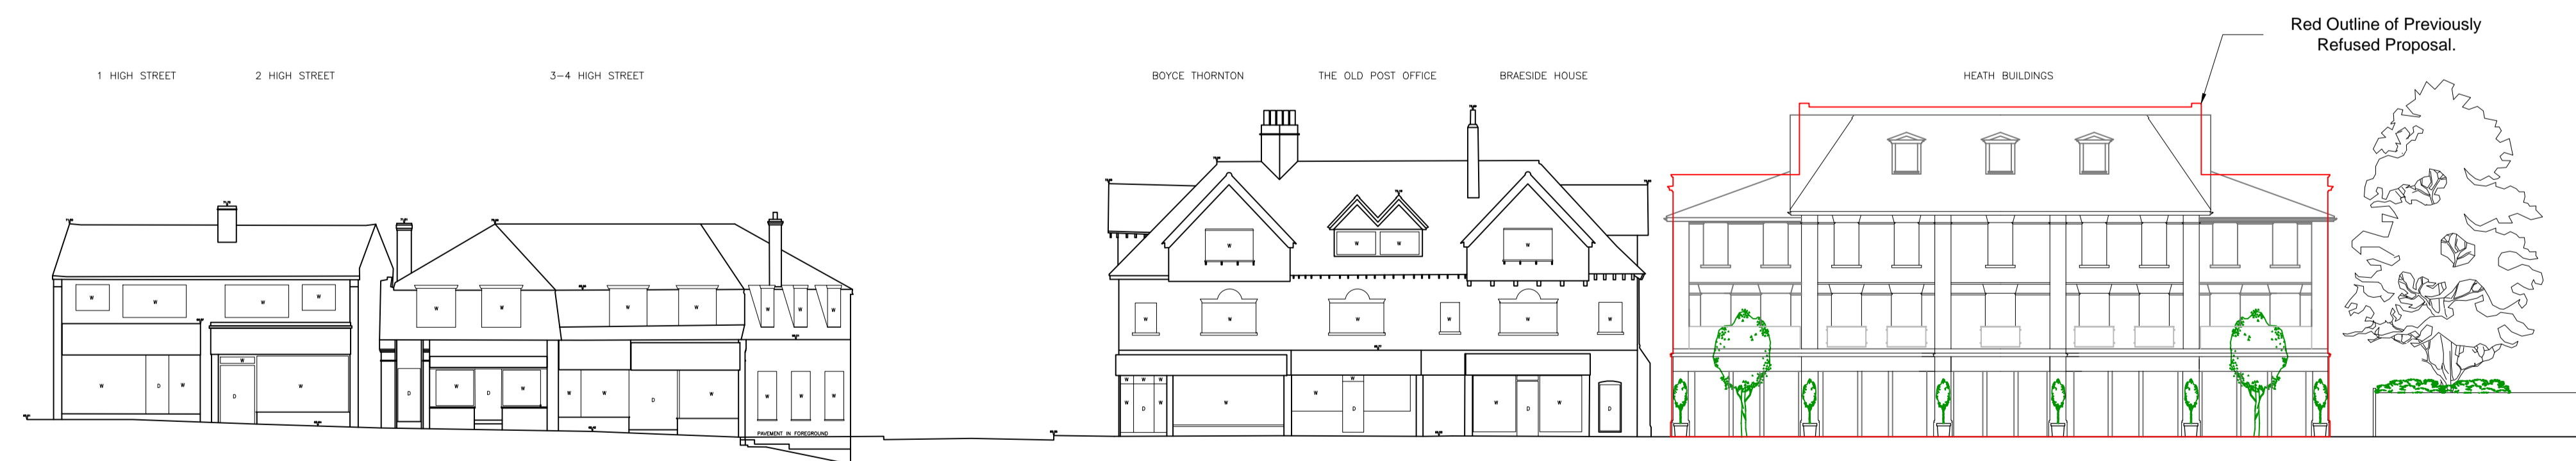 Red Outline of Previously
Refused Proposal.
1 HIGH STREET
2 HIGH STREET
3-4 HIGH STREET
BOYCE THORNTON
THE OLD POST OFFICE
BRAESIDE HOUSE
HEATH BUILDINGS
W W W W
W W W W W W W
W D W
W
D W
D
W D W
W W D W
W W W
PAVEMENT IN FOREGROUND
W W W W
W W W W W W
W W W
W D W
W
W
W
D
W D W
D